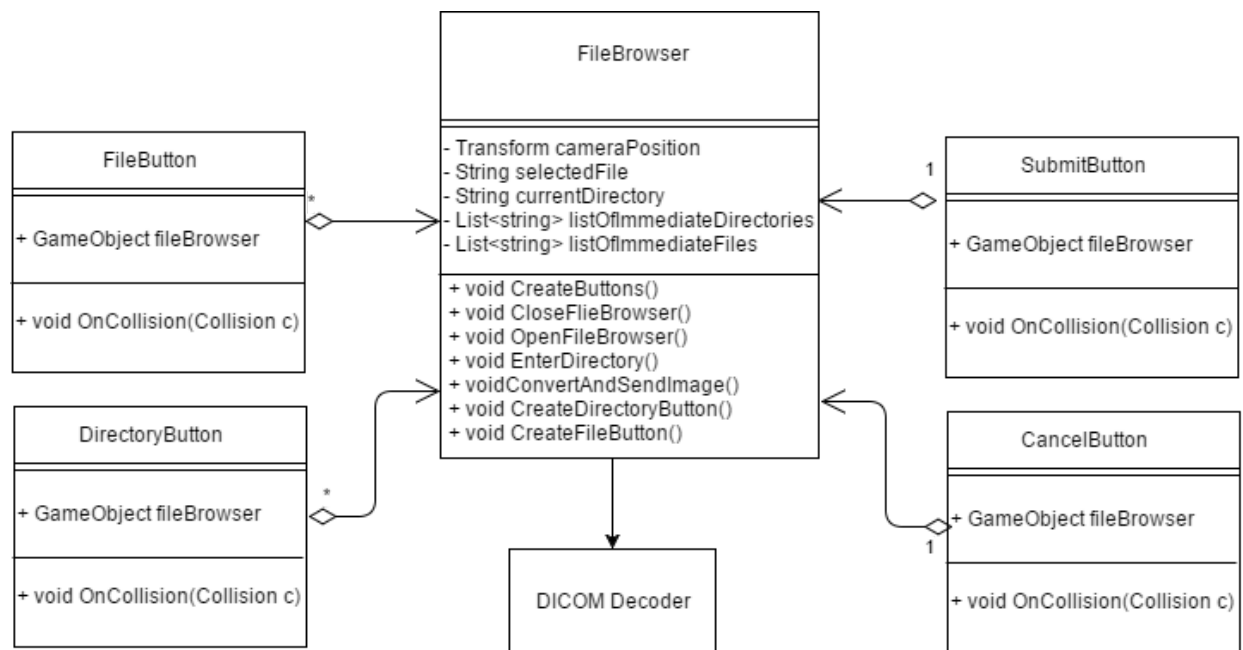 FileBrowser
- Transform cameraPosition
- String selectedFile
- String currentDirectory
- List<string> listOfImmediateDirectories
- List<string> listOfImmediateFiles
+ void CreateButtons()
+ void CloseFlieBrowser()
+ void OpenFileBrowser()
+ void EnterDirectory()
+ voidConvertAndSendImage()
+ void CreateDirectoryButton()
+ void CreateFileButton()
FileButton
+ GameObject fileBrowser
+ void OnCollision(Collision c)
*
DirectoryButton
+ GameObject fileBrowser
+ void OnCollision(Collision c)
*
SubmitButton
+ GameObject fileBrowser
+ void OnCollision(Collision c)
1
CancelButton
+ GameObject fileBrowser
+ void OnCollision(Collision c)
1
DICOM Decoder